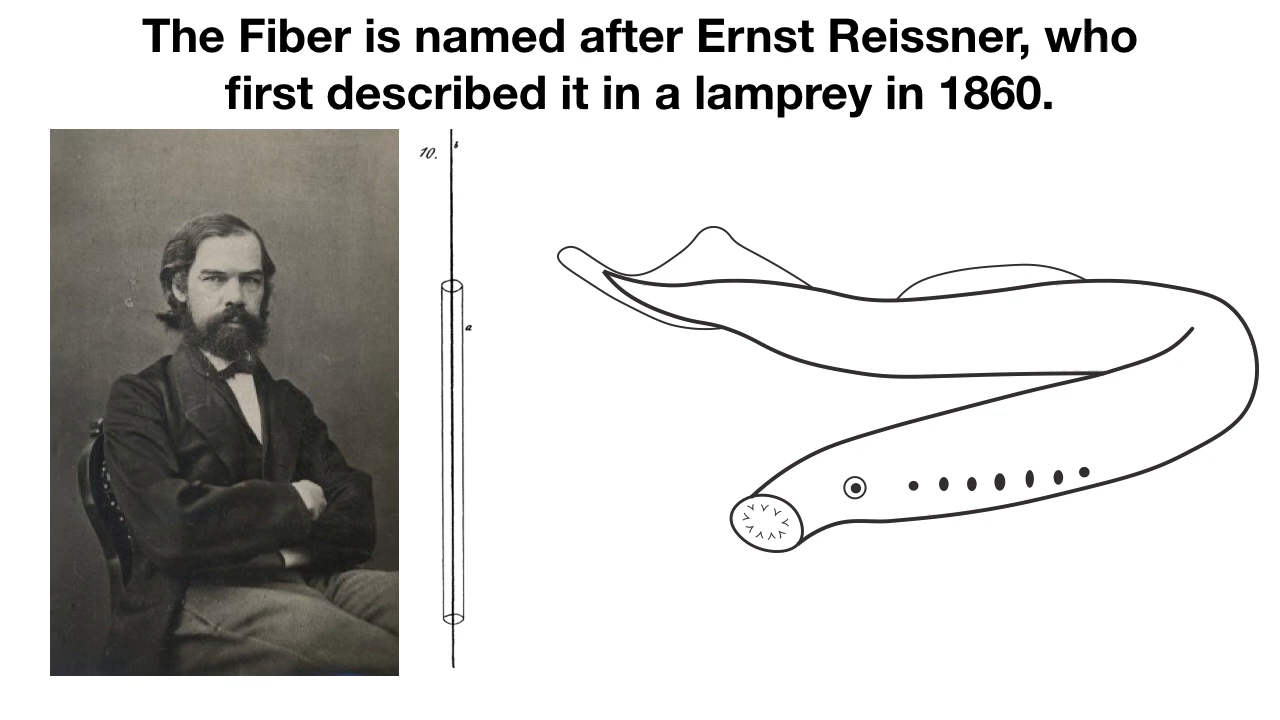 The Fiber is named after Ernst Reissner, who
first described it in a lamprey in 1860.
10.
b
a